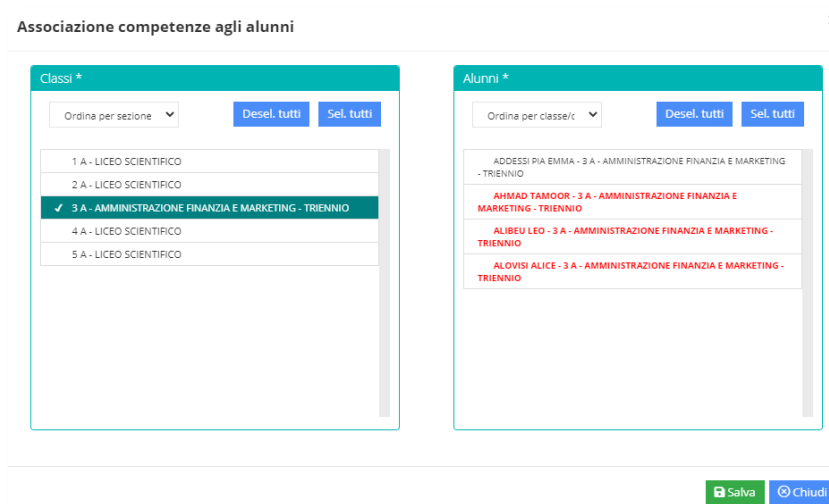 Associazione competenze agli alunni
Classi *
Ordina per sezione
Desel. tutti
Sel. tutti
1 A - LICEO SCIENTIFICO
2 A - LICEO SCIENTIFICO
3 A - AMMINISTRAZIONE FINANZIA E MARKETING - TRIENNIO
4 A - LICEO SCIENTIFICO
5 A - LICEO SCIENTIFICO
Alunni *
Ordina per classe/c
Desel. tutti
Sel. tutti
ADDESSI PIA EMMA - 3 A - AMMINISTRAZIONE FINANZIA E MARKETING
- TRIENNIO
AHMAD TAMOOR - 3 A - AMMINISTRAZIONE FINANZIA E
MARKETING - TRIENNIO
ALIBEU LEO - 3 A - AMMINISTRAZIONE FINANZIA E MARKETING -
TRIENNIO
ALOVISI ALICE - 3 A - AMMINISTRAZIONE FINANZIA E MARKETING -
TRIENNIO
Salva
Chiudi